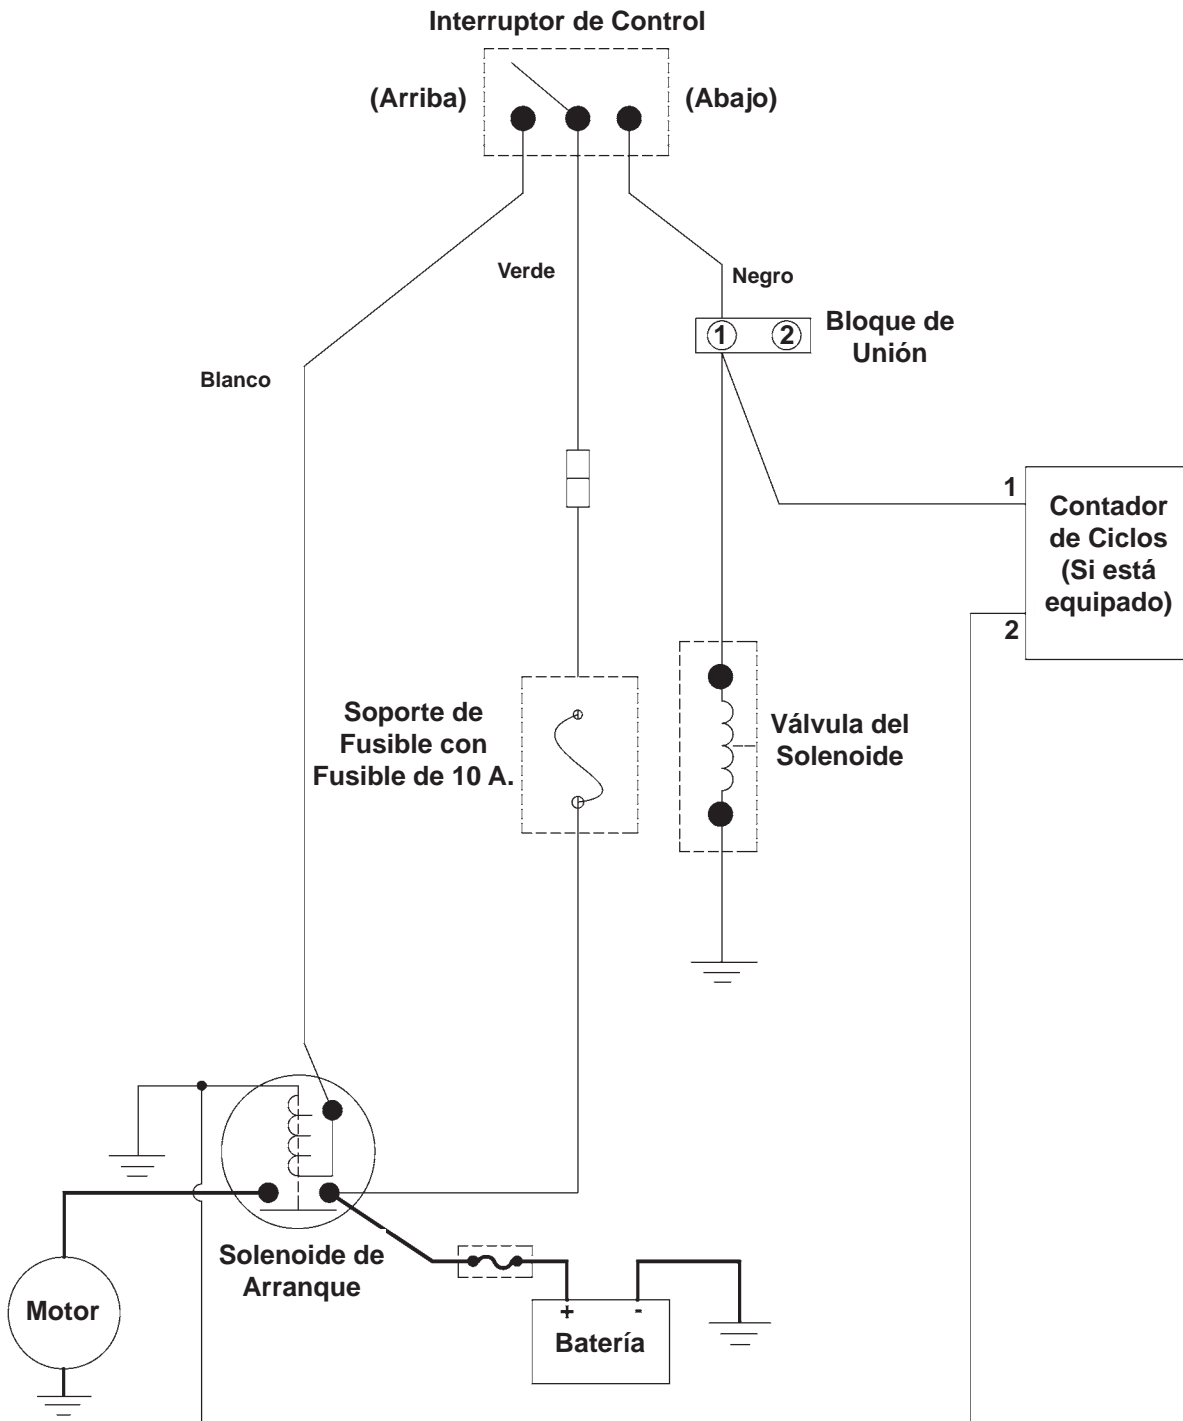 Interruptor de Control
(Arriba)
(Abajo)
Verde
Negro
1
2
Bloque de
Unión
Blanco
1
Contador
de Ciclos
(Si está
equipado)
2
Soporte de
Fusible con
Fusible de 10 A.
Válvula del
Solenoide
Solenoide de
Arranque
Motor
+
-
Batería